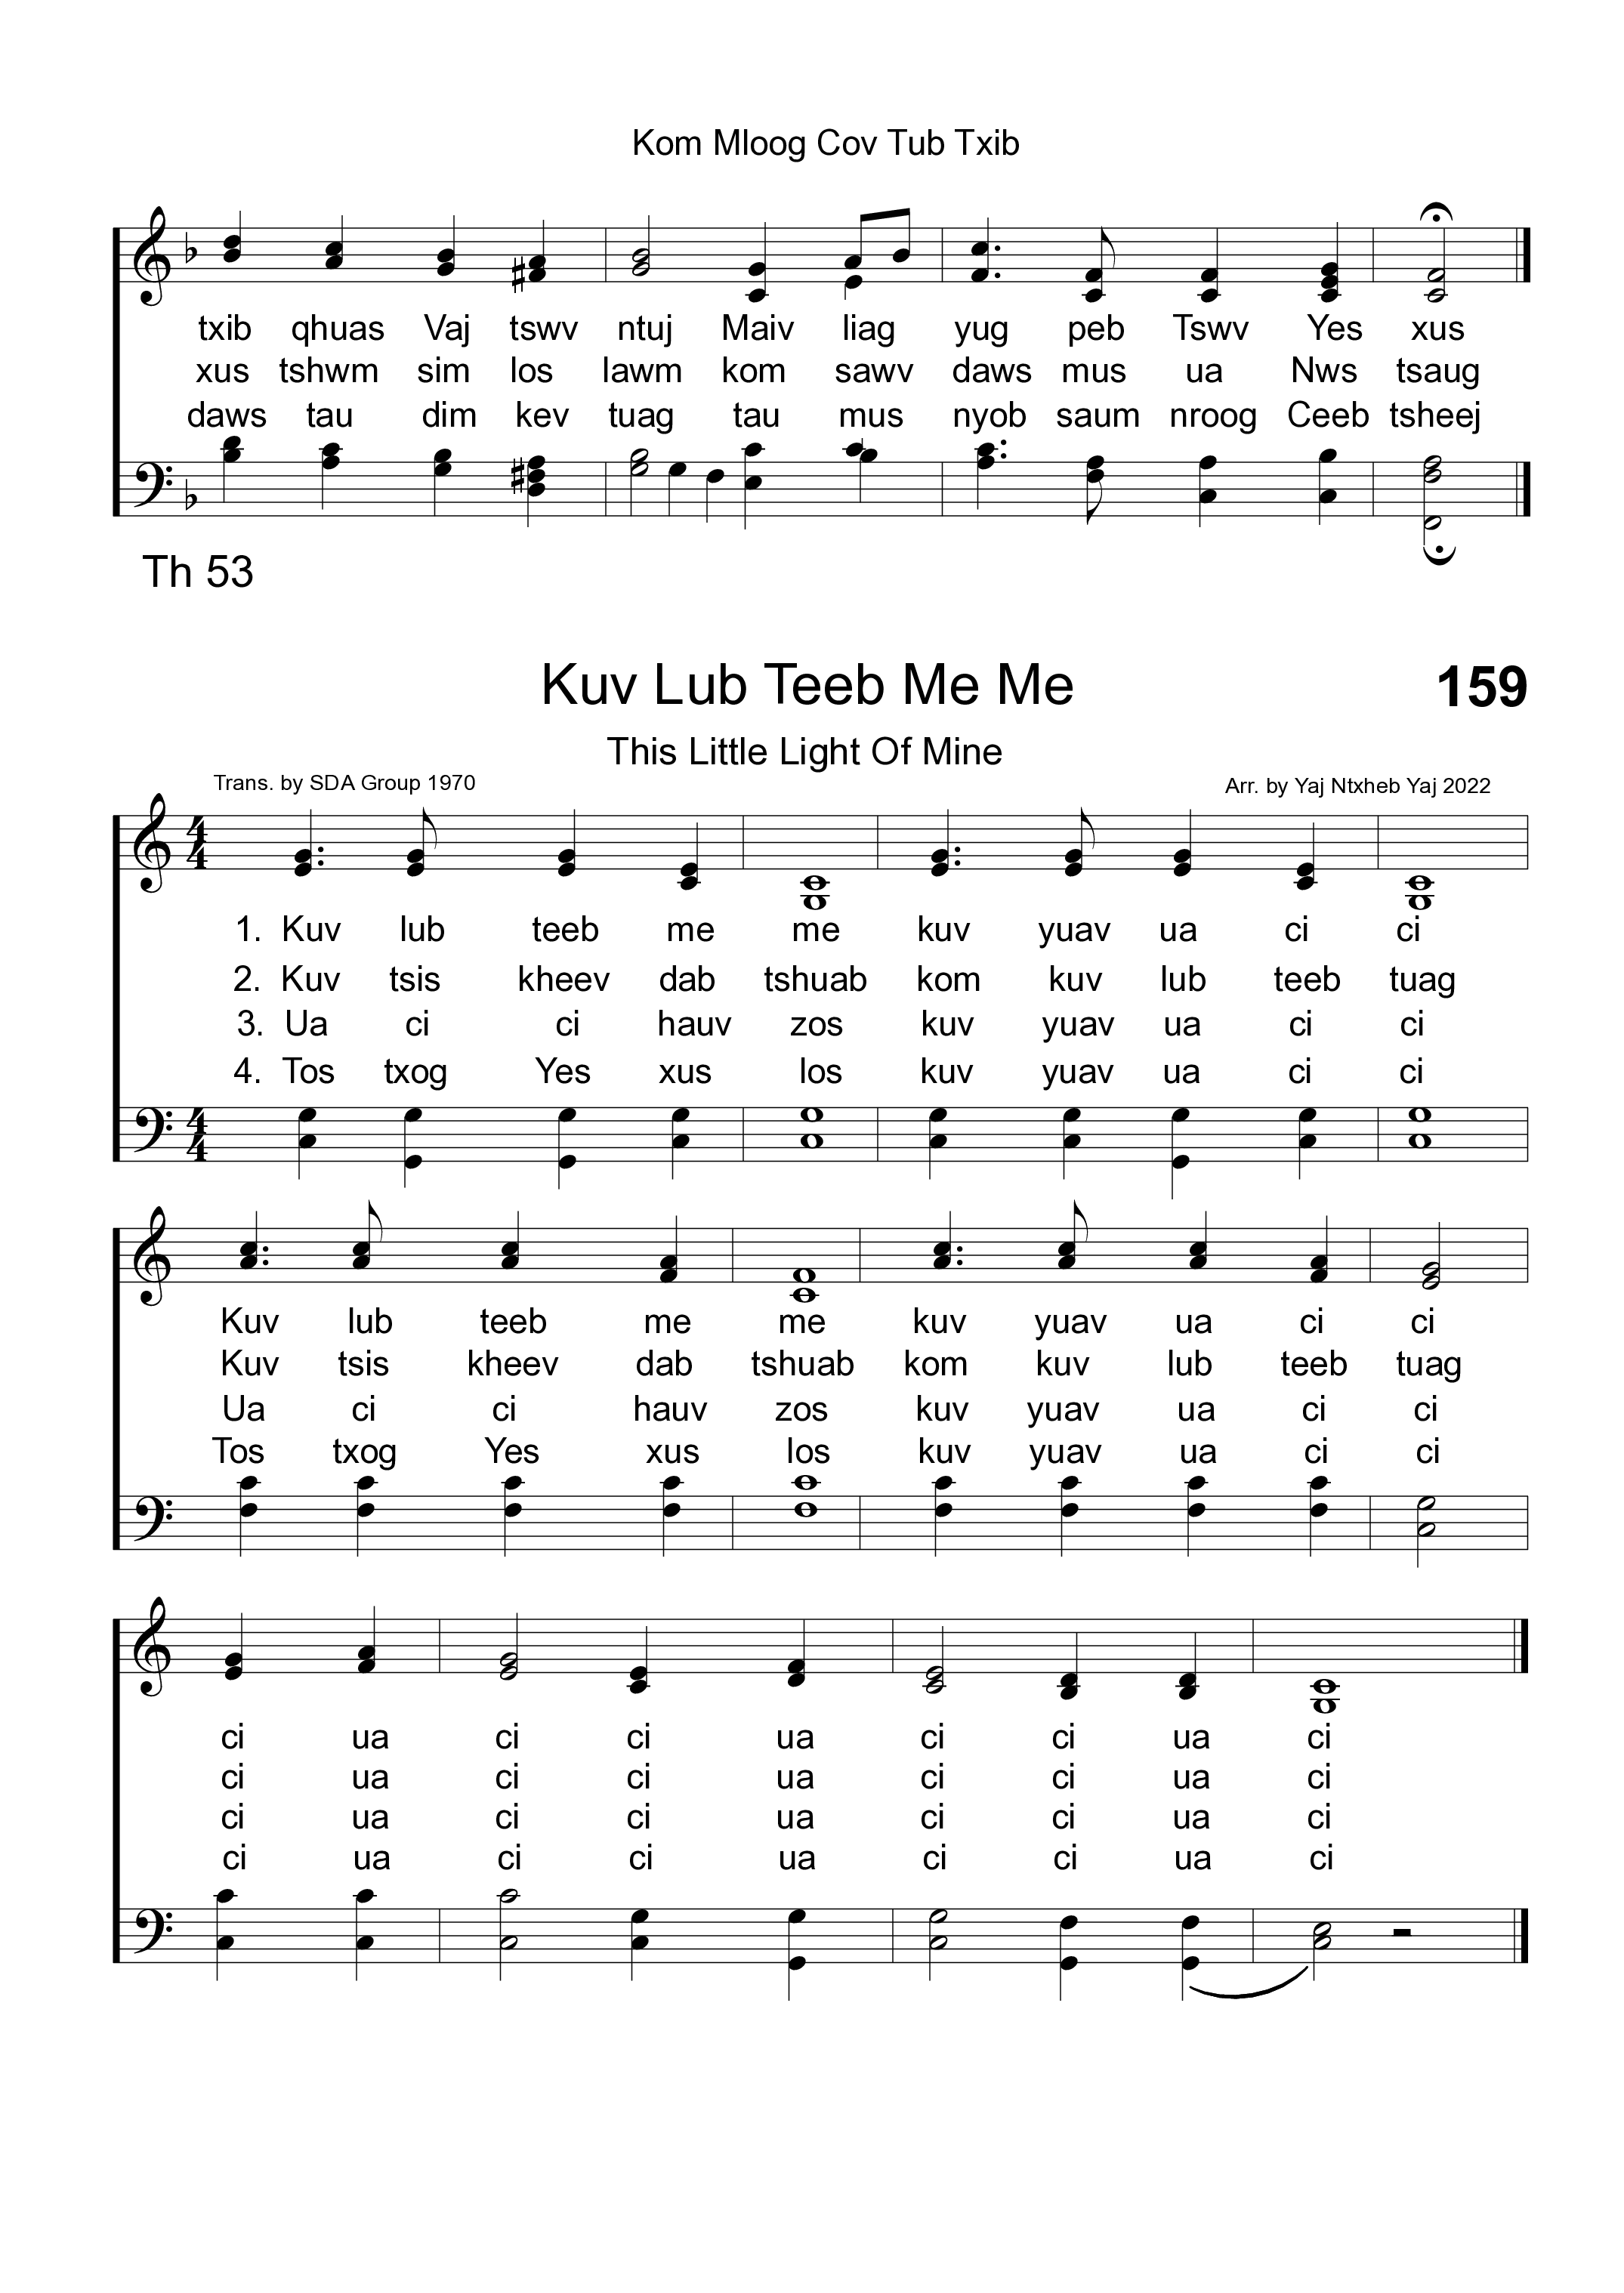 Kom Mloog Cov Tub Txib
txib qhuas Vaj tswv ntuj Maiv liag yug peb Tswv Yes xus
xus tshwm sim los lawm kom sawv daws mus ua Nws tsaug
daws tau dim kev tuag tau mus nyob saum nroog Ceeb tsheej
Th 53
Kuv Lub Teeb Me Me 159
This Little Light Of Mine
Trans. by SDA Group 1970 Arr. by Yaj Ntxheb Yaj 2022
4 4
1. Kuv lub teeb me me kuv yuav ua ci ci
2. Kuv tsis kheev dab tshuab kom kuv lub teeb tuag
3. Ua ci ci hauv zos kuv yuav ua ci ci
4. Tos txog Yes xus los kuv yuav ua ci ci
4 4
Kuv lub teeb me me kuv yuav ua ci ci
Kuv tsis kheev dab tshuab kom kuv lub teeb tuag
Ua ci ci hauv zos kuv yuav ua ci ci
Tos txog Yes xus los kuv yuav ua ci ci
ci ua ci ci ua ci ci ua ci
ci ua ci ci ua ci ci ua ci
ci ua ci ci ua ci ci ua ci
ci ua ci ci ua ci ci ua ci